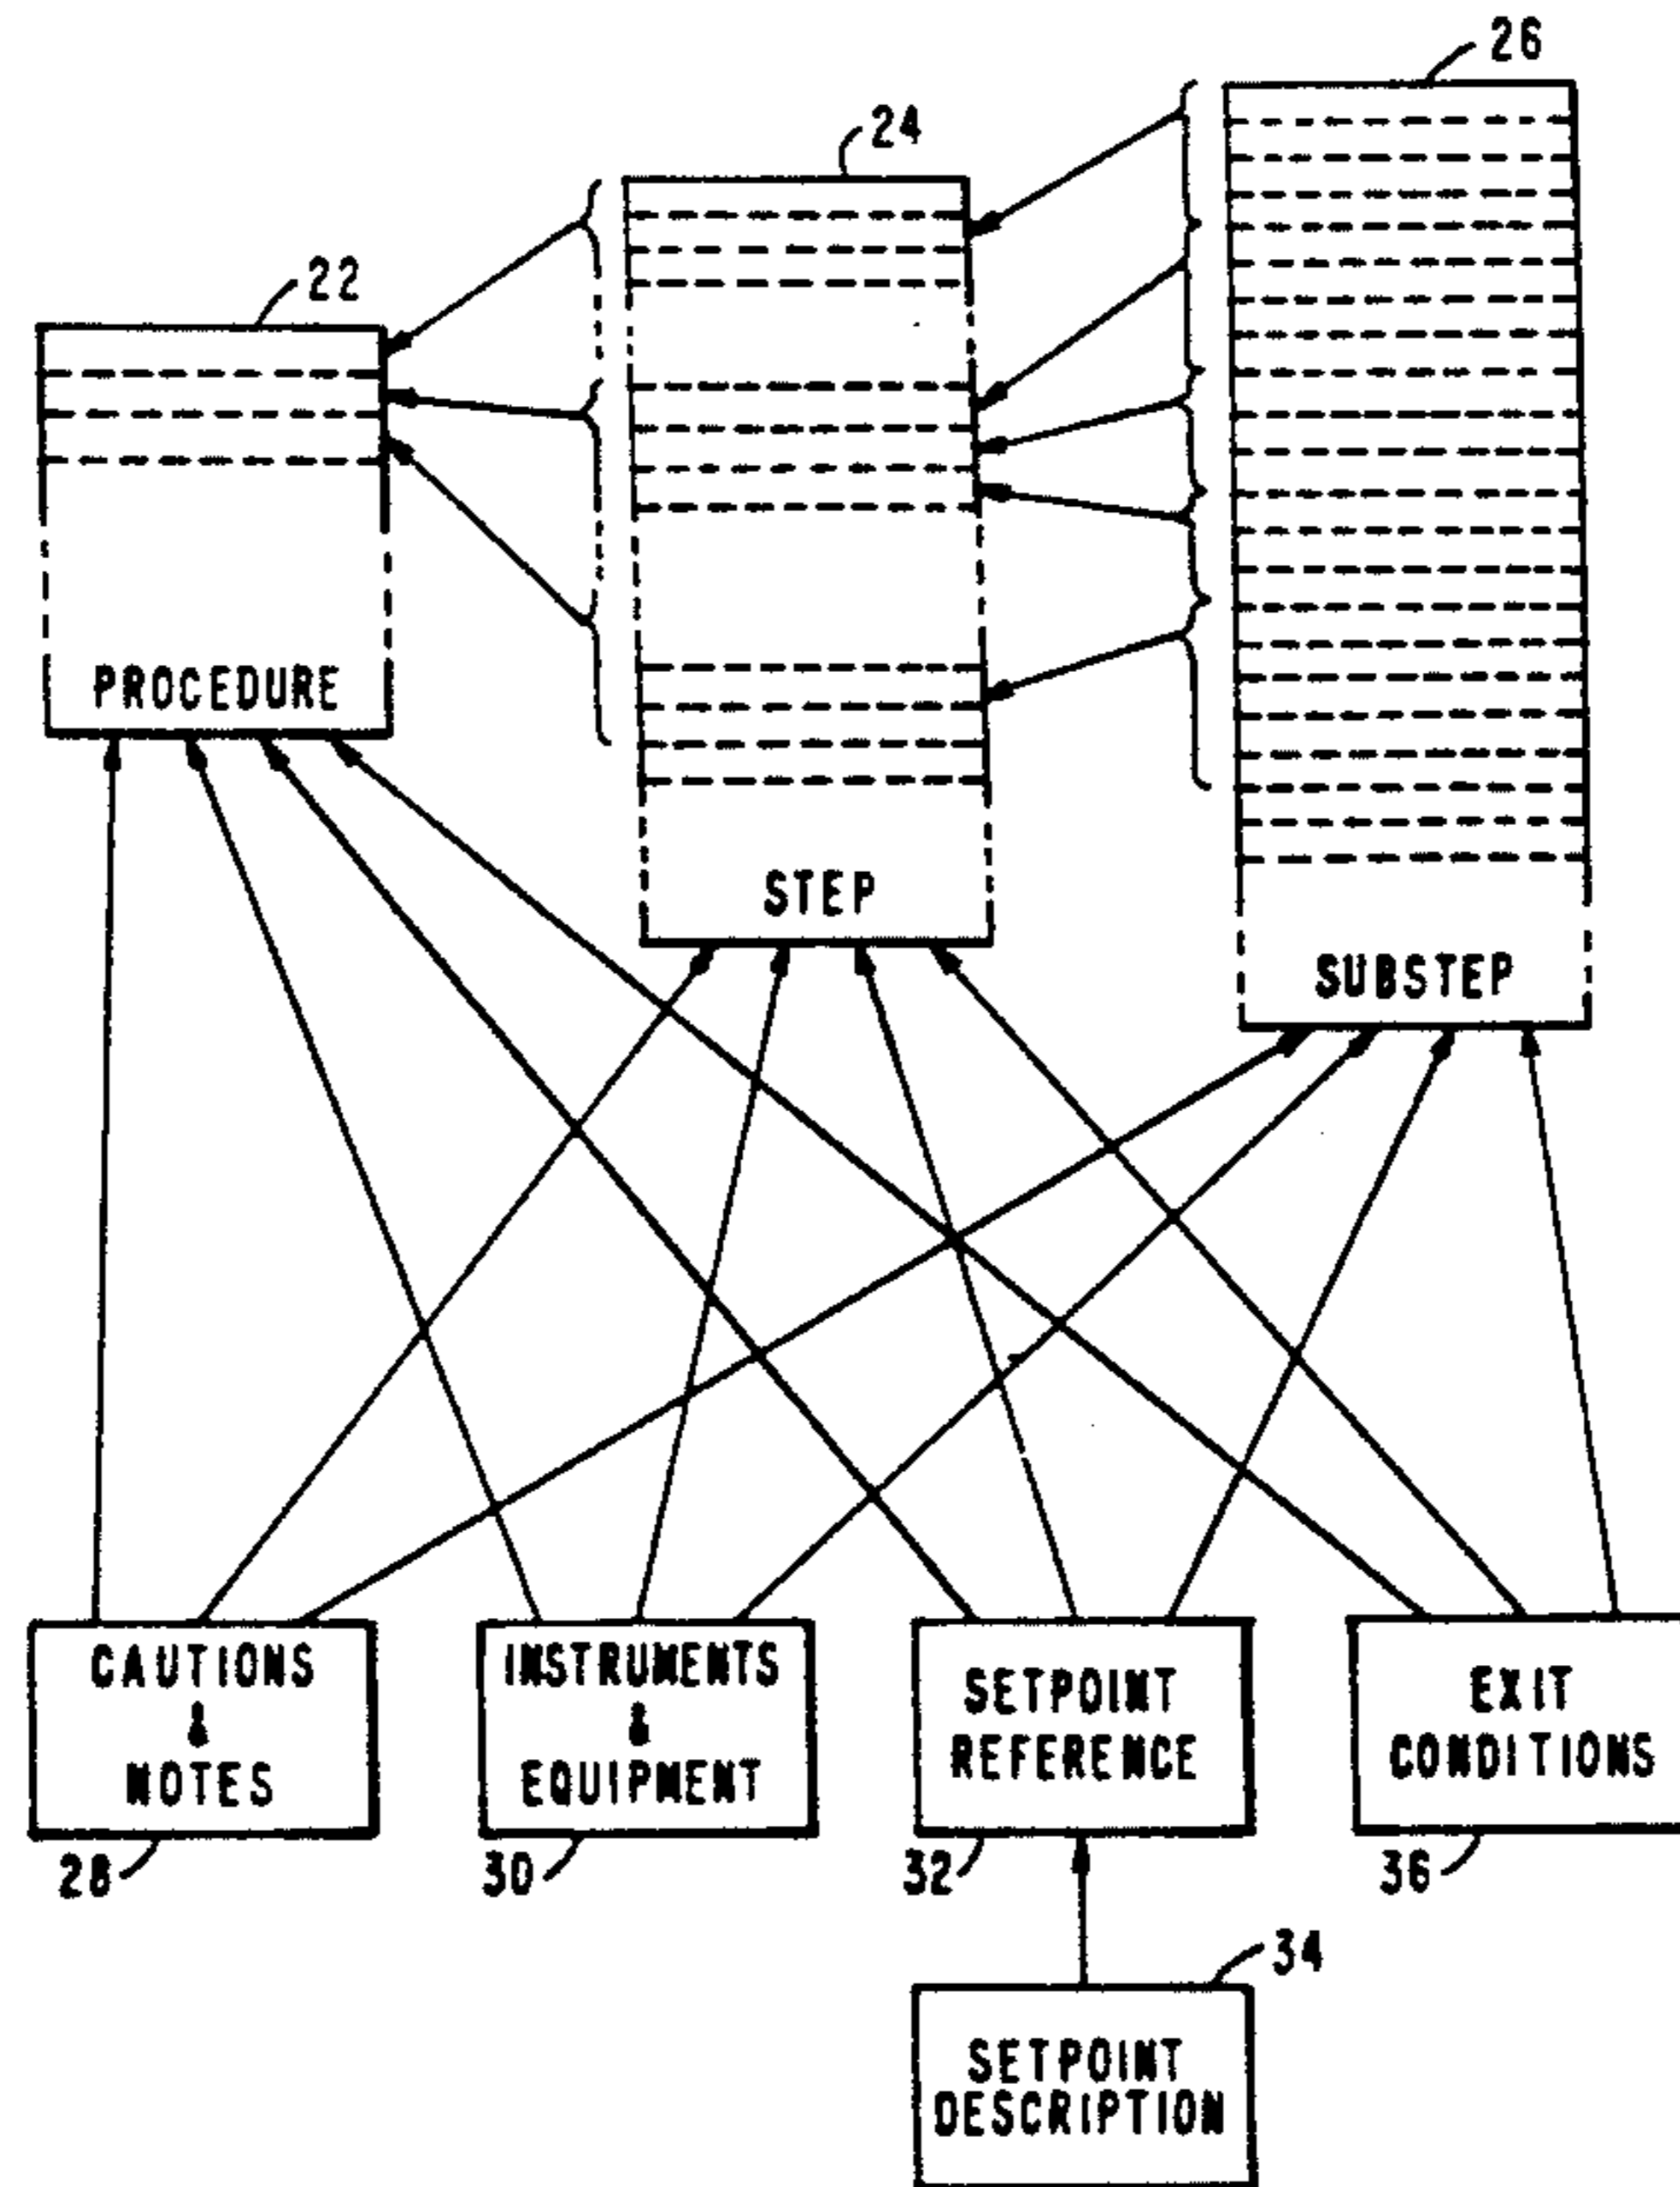 26
24
22
PROCEDURE
STEP
SUBSTEP
CAUTIONS
&
NOTES
INSTRUMENTS
&
EQUIPMENT
SETPOINT
REFERENCE
EXIT
CONDITIONS
28
30
32
36
34
SETPOINT
DESCRIPTION